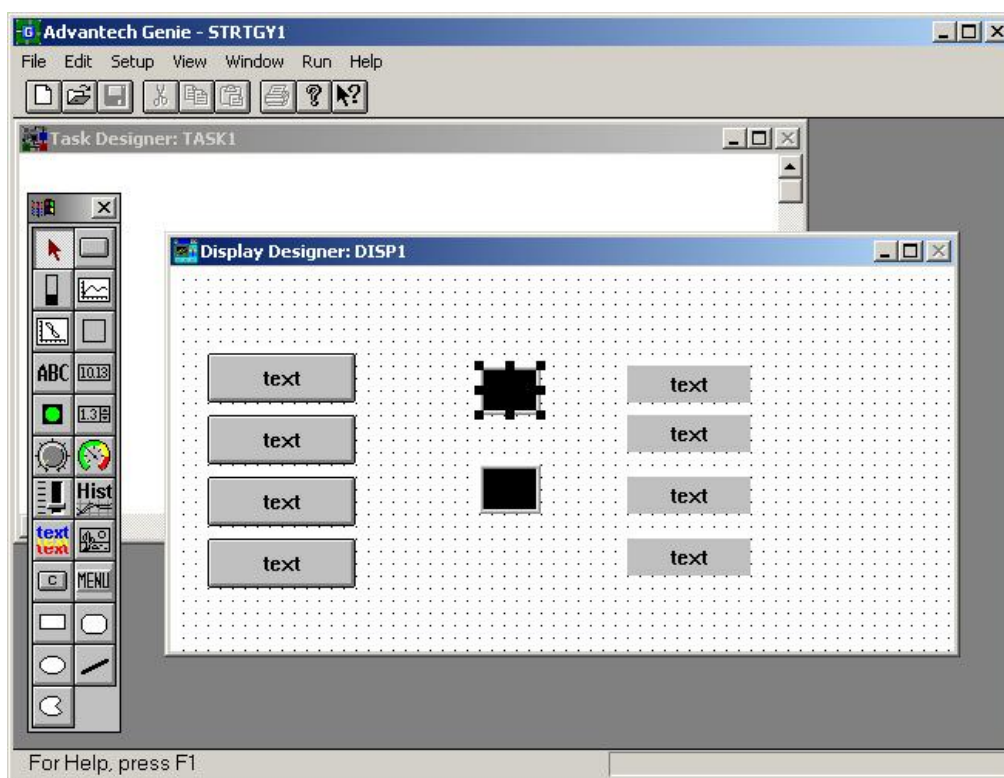 Advantech Genie - STRTGY1
File Edit Setup View Window Run Help
Task Designer: TASK1
Display Designer: DISP1
ABC
10.13
1.3
Hist
text
text
C
MENU
text
text
text
text
text
text
text
text
For Help, press F1